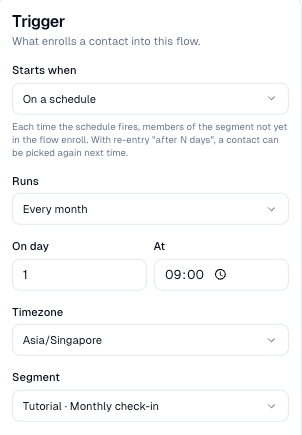 Trigger
What enrolls a contact into this flow.
Starts when
On a schedule
Each time the schedule fires, members of the segment not yet
in the flow enroll. With re-entry "after N days", a contact can
be picked again next time.
Runs
Every month
On day
At
1
09:00
Timezone
Asia/Singapore
Segment
Tutorial · Monthly check-in